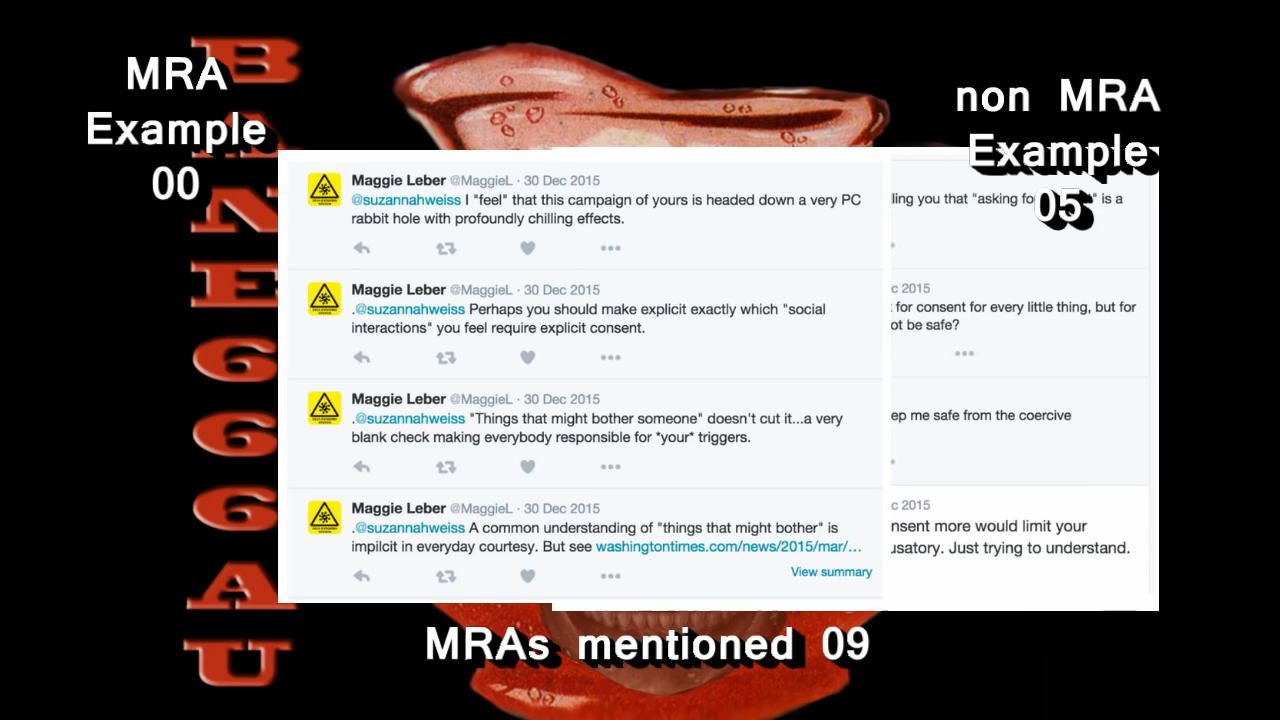 BANE666AU
MRA
Example
00
non MRA
Example
05
Maggie Leber @MaggieL · 30 Dec 2015
@suzannahweiss I "feel" that this campaign of yours is headed down a very PC
rabbit hole with profoundly chilling effects.
Maggie Leber @MaggieL · 30 Dec 2015
.@suzannahweiss Perhaps you should make explicit exactly which "social
interactions" you feel require explicit consent.
Maggie Leber @MaggieL · 30 Dec 2015
.@suzannahweiss "Things that might bother someone" doesn't cut it...a very
blank check making everybody responsible for *your* triggers.
Maggie Leber @MaggieL · 30 Dec 2015
.@suzannahweiss A common understanding of "things that might bother" is
impilcit in everyday courtesy. But see washingtontimes.com/news/2015/mar/…
View summary
you that "asking is a
2015
for consent for every little thing, but for
be safe?
me safe from the coercive
2015
more would limit your
Just trying to understand.
MRAs mentioned 09